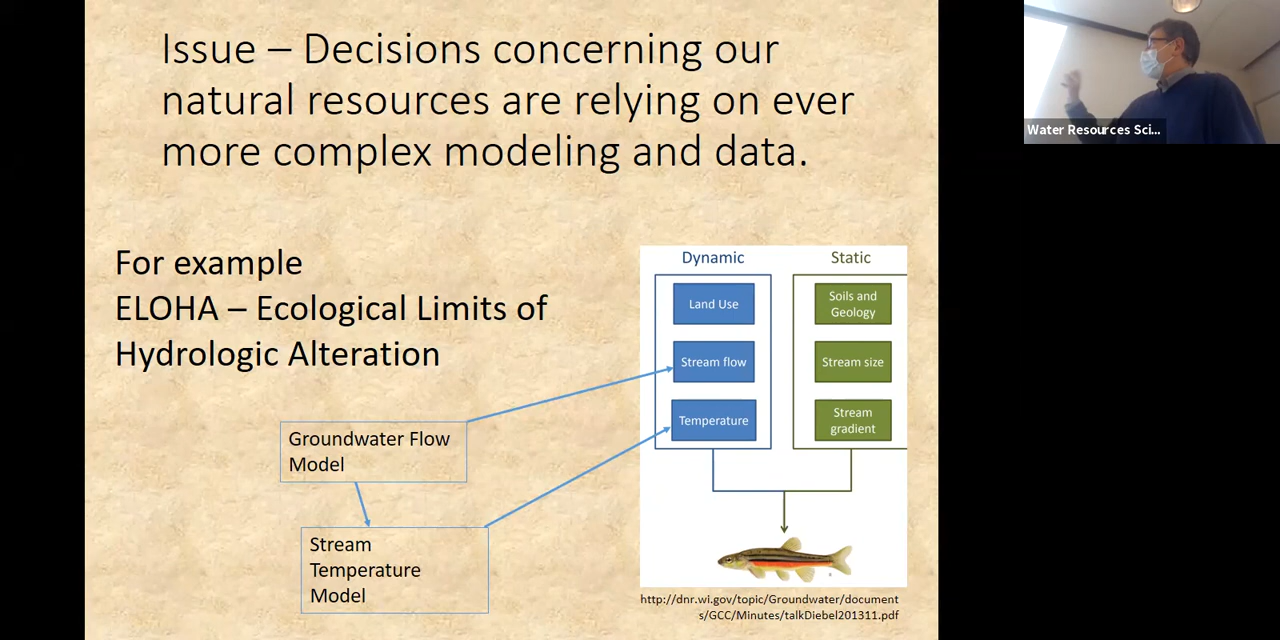 Issue – Decisions concerning our
natural resources are relying on ever
more complex modeling and data.
For example
ELOHA – Ecological Limits of
Hydrologic Alteration
Groundwater Flow
Model
Stream
Temperature
Model
Dynamic
Land Use
Stream flow
Temperature
Static
Soils and
Geology
Stream size
Stream
gradient
http://dnr.wi.gov/topic/Groundwater/document
s/GCC/Minutes/talkDiebel201311.pdf
Water Resources Sci...